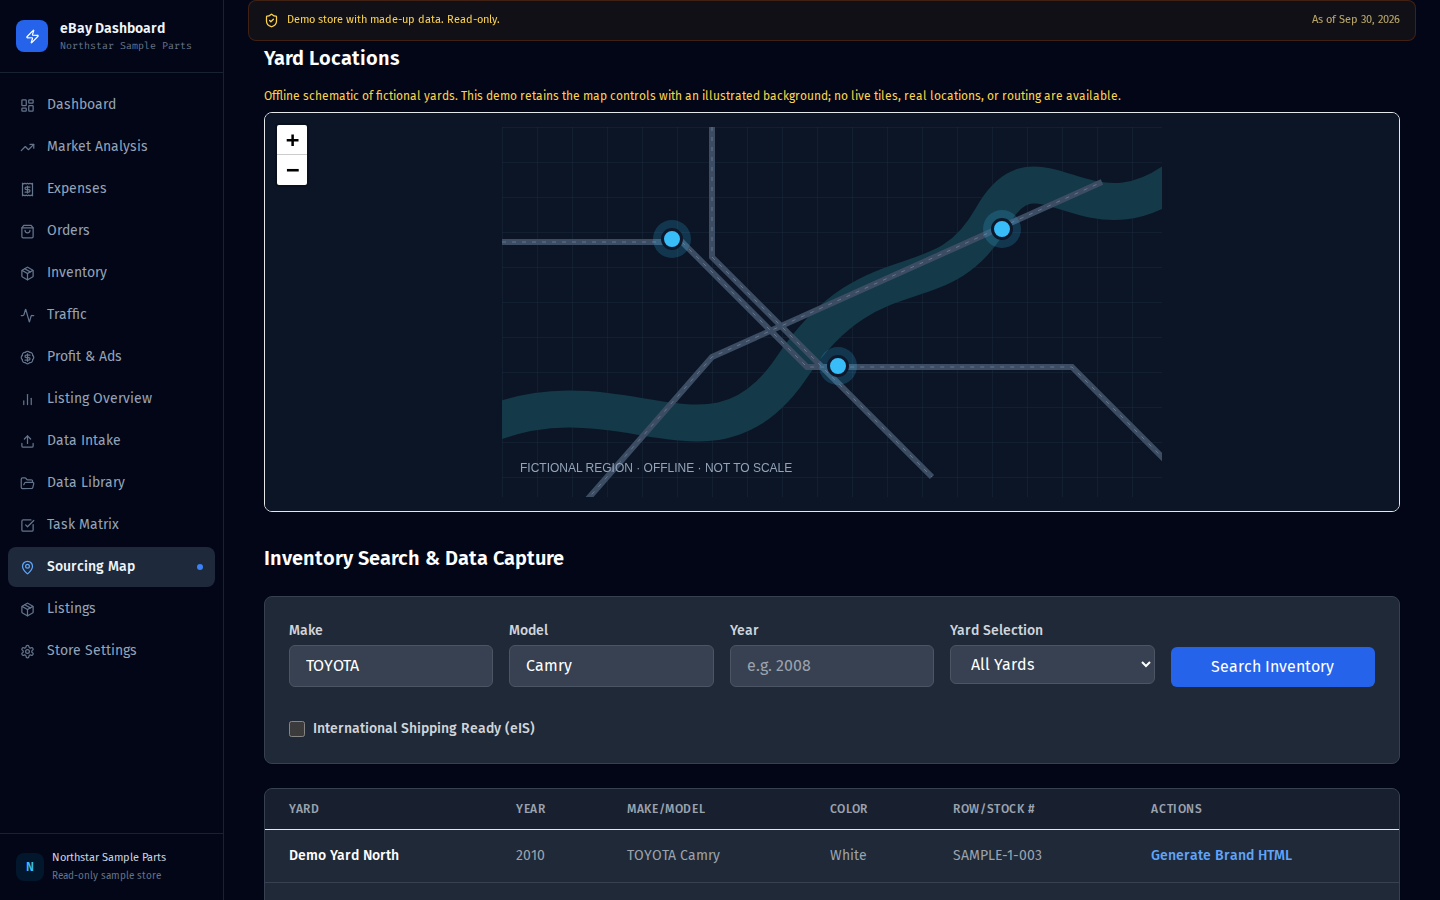 eBay Dashboard
Northstar Sample Parts
Dashboard
Market Analysis
Expenses
Orders
Inventory
Traffic
Profit & Ads
Listing Overview
Data Intake
Data Library
Task Matrix
Sourcing Map
Listings
Store Settings
N
Northstar Sample Parts
Read-only sample store
Demo store with made-up data. Read-only.
As of Sep 30, 2026
Yard Locations
Offline schematic of fictional yards. This demo retains the map controls with an illustrated background; no live tiles, real locations, or routing are available.
+
−
FICTIONAL REGION · OFFLINE · NOT TO SCALE
Inventory Search & Data Capture
Make
Model
Year
Yard Selection
TOYOTA
Camry
e.g. 2008
All Yards
Search Inventory
International Shipping Ready (eIS)
YARD YEAR MAKE/MODEL COLOR ROW/STOCK # ACTIONS
Demo Yard North 2010 TOYOTA Camry White SAMPLE-1-003 Generate Brand HTML